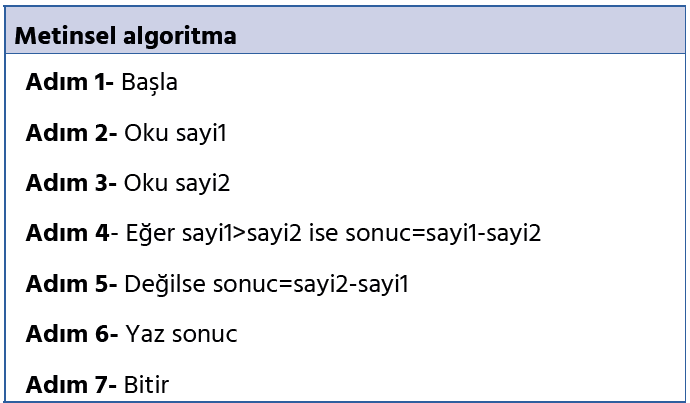 Metinsel algoritma
Adım 1- Başla
Adım 2- Oku sayi1
Adım 3- Oku sayi2
Adım 4- Eğer sayi1>sayi2 ise sonuc=sayi1-sayi2
Adım 5- Değilse sonuc=sayi2-sayi1
Adım 6- Yaz sonuc
Adım 7- Bitir